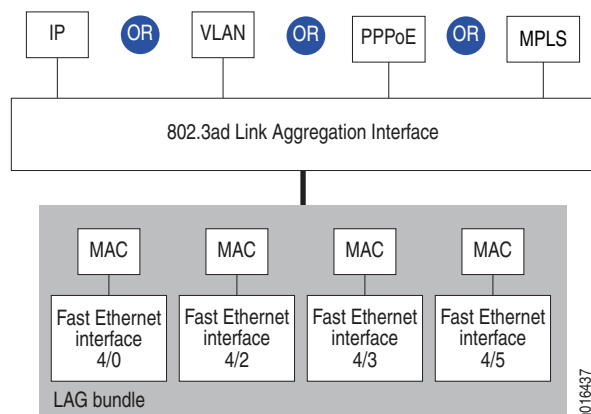 IP OR VLAN OR PPPoE OR MPLS
802.3ad Link Aggregation Interface
MAC MAC MAC MAC
Fast Ethernet interface 4/0
Fast Ethernet interface 4/2
Fast Ethernet interface 4/3
Fast Ethernet interface 4/5
LAG bundle